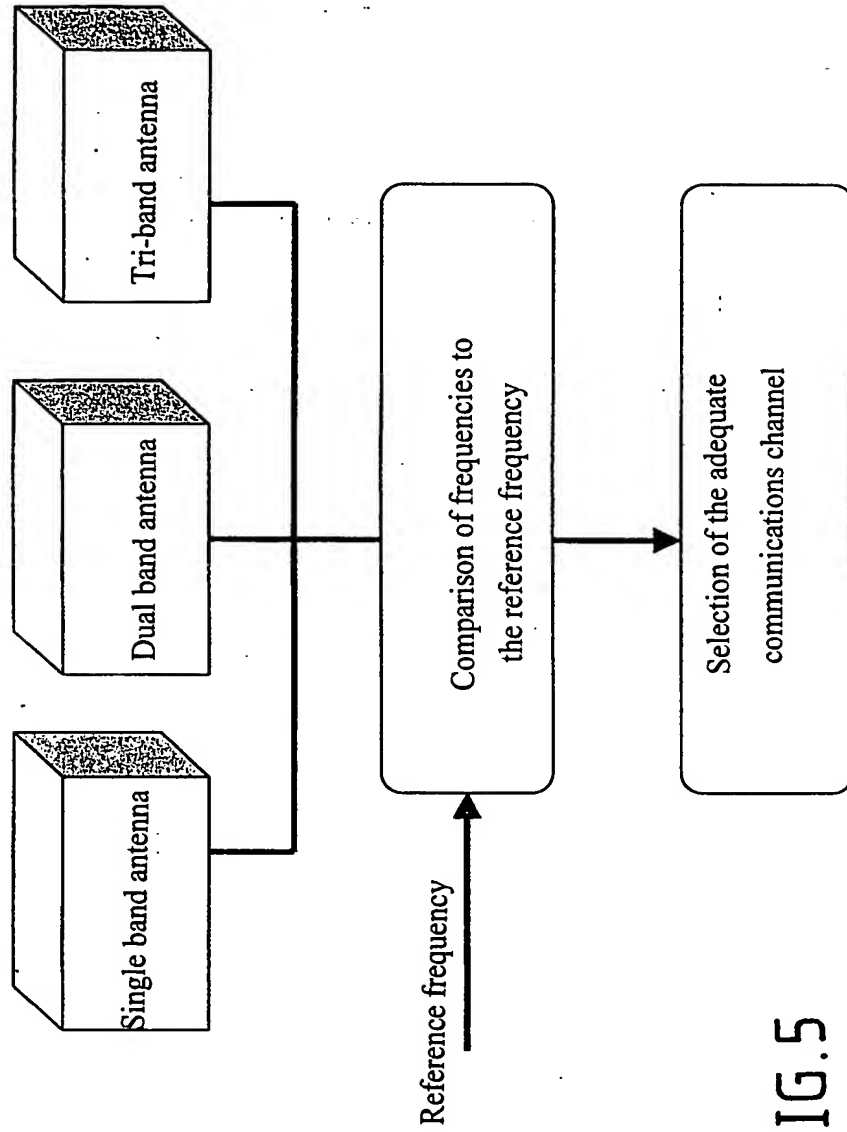 Single band antenna
Dual band antenna
Tri-band antenna
Reference frequency
Comparison of frequencies to
the reference frequency
Selection of the adequate
communications channel
IG.5